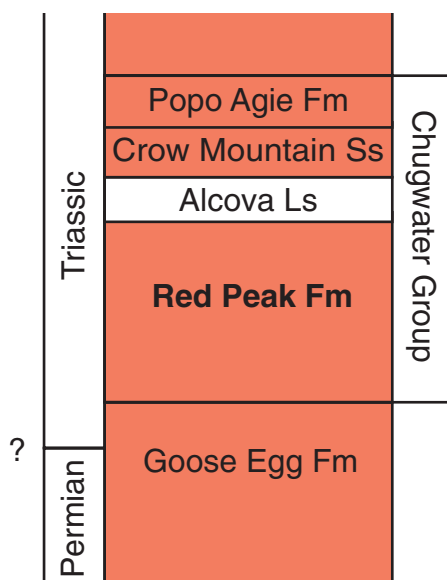 Triassic
?
Permian
Popo Agie Fm
Crow Mountain Ss
Alcova Ls
Red Peak Fm
Goose Egg Fm
Chugwater Group